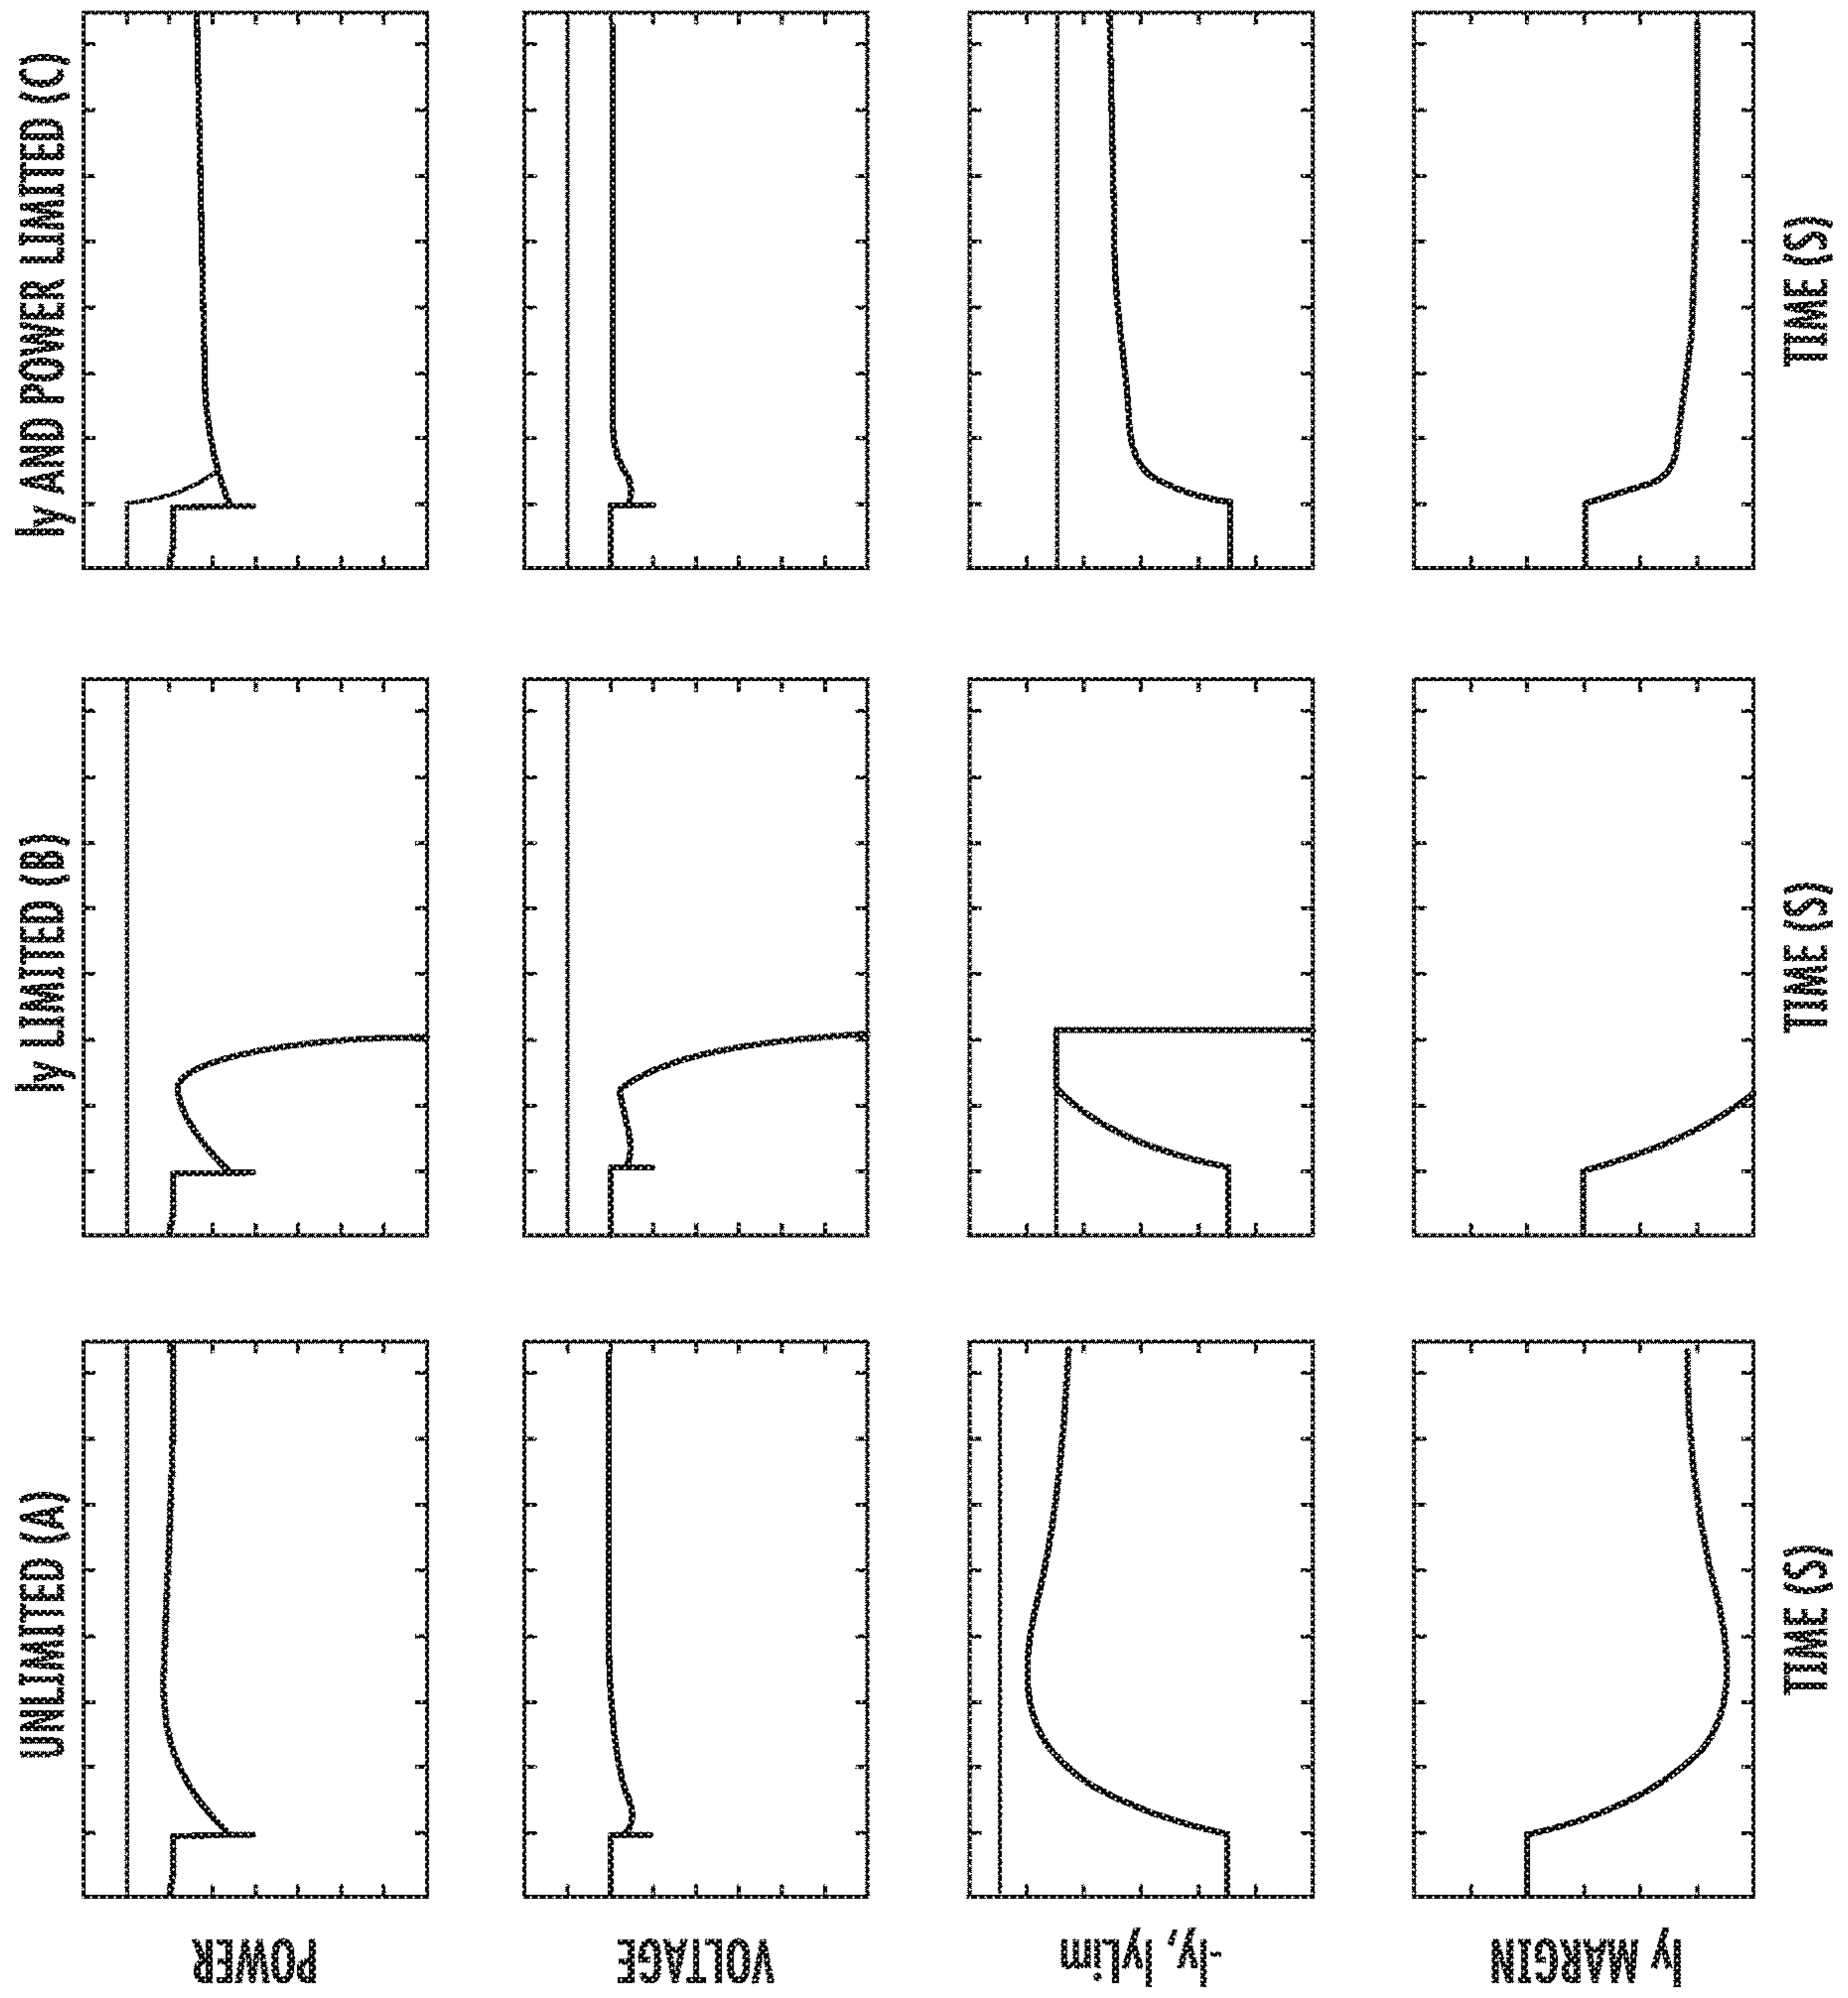 UNLIMITED (A)
Iy LIMITED (B)
Iy AND POWER LIMITED (C)
POWER
VOLTAGE
-Iy, IyLim
Iy MARGIN
TIME (S)
TIME (S)
TIME (S)